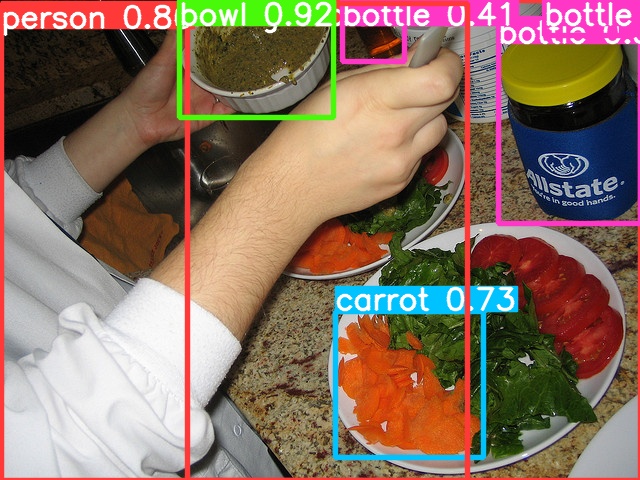 person 0.8
bowl 0.92
bottle 0.41
bottle
bottle 0.
Allstate.
You're in good hands.
carrot 0.73